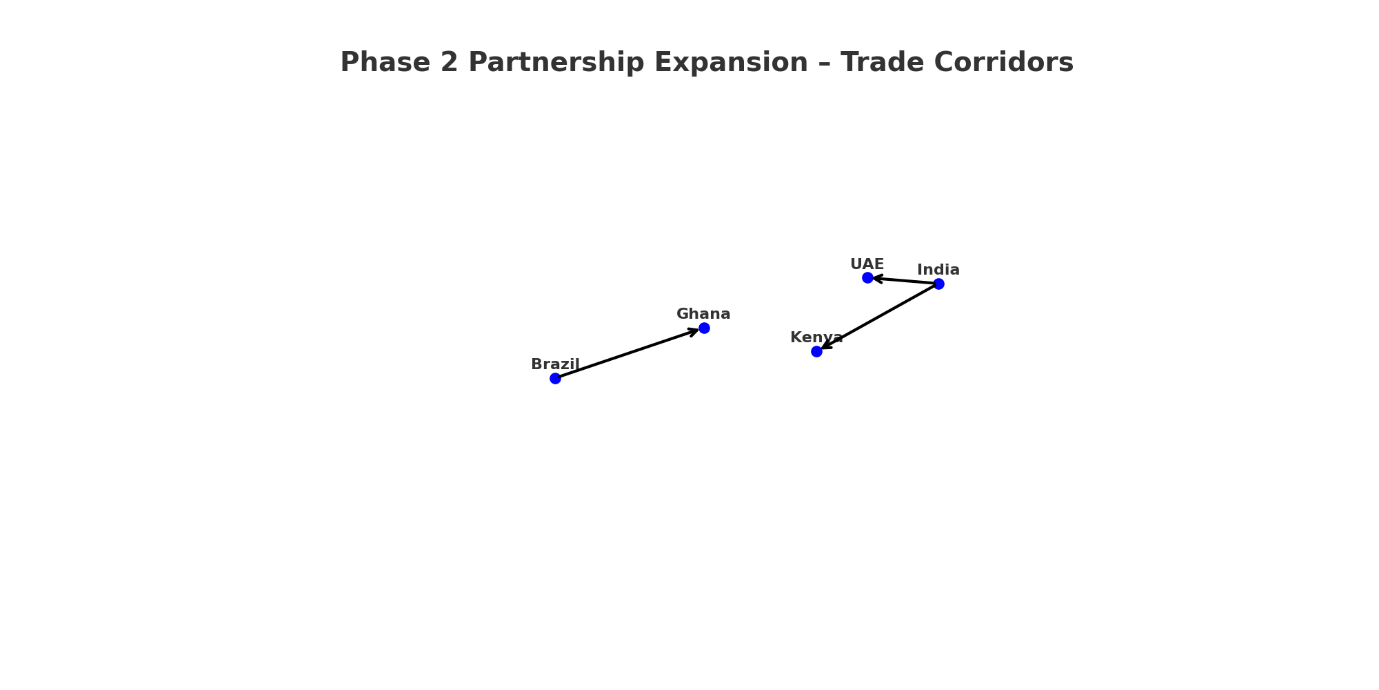 Phase 2 Partnership Expansion – Trade Corridors
UAE
India
Ghana
Kenya
Brazil